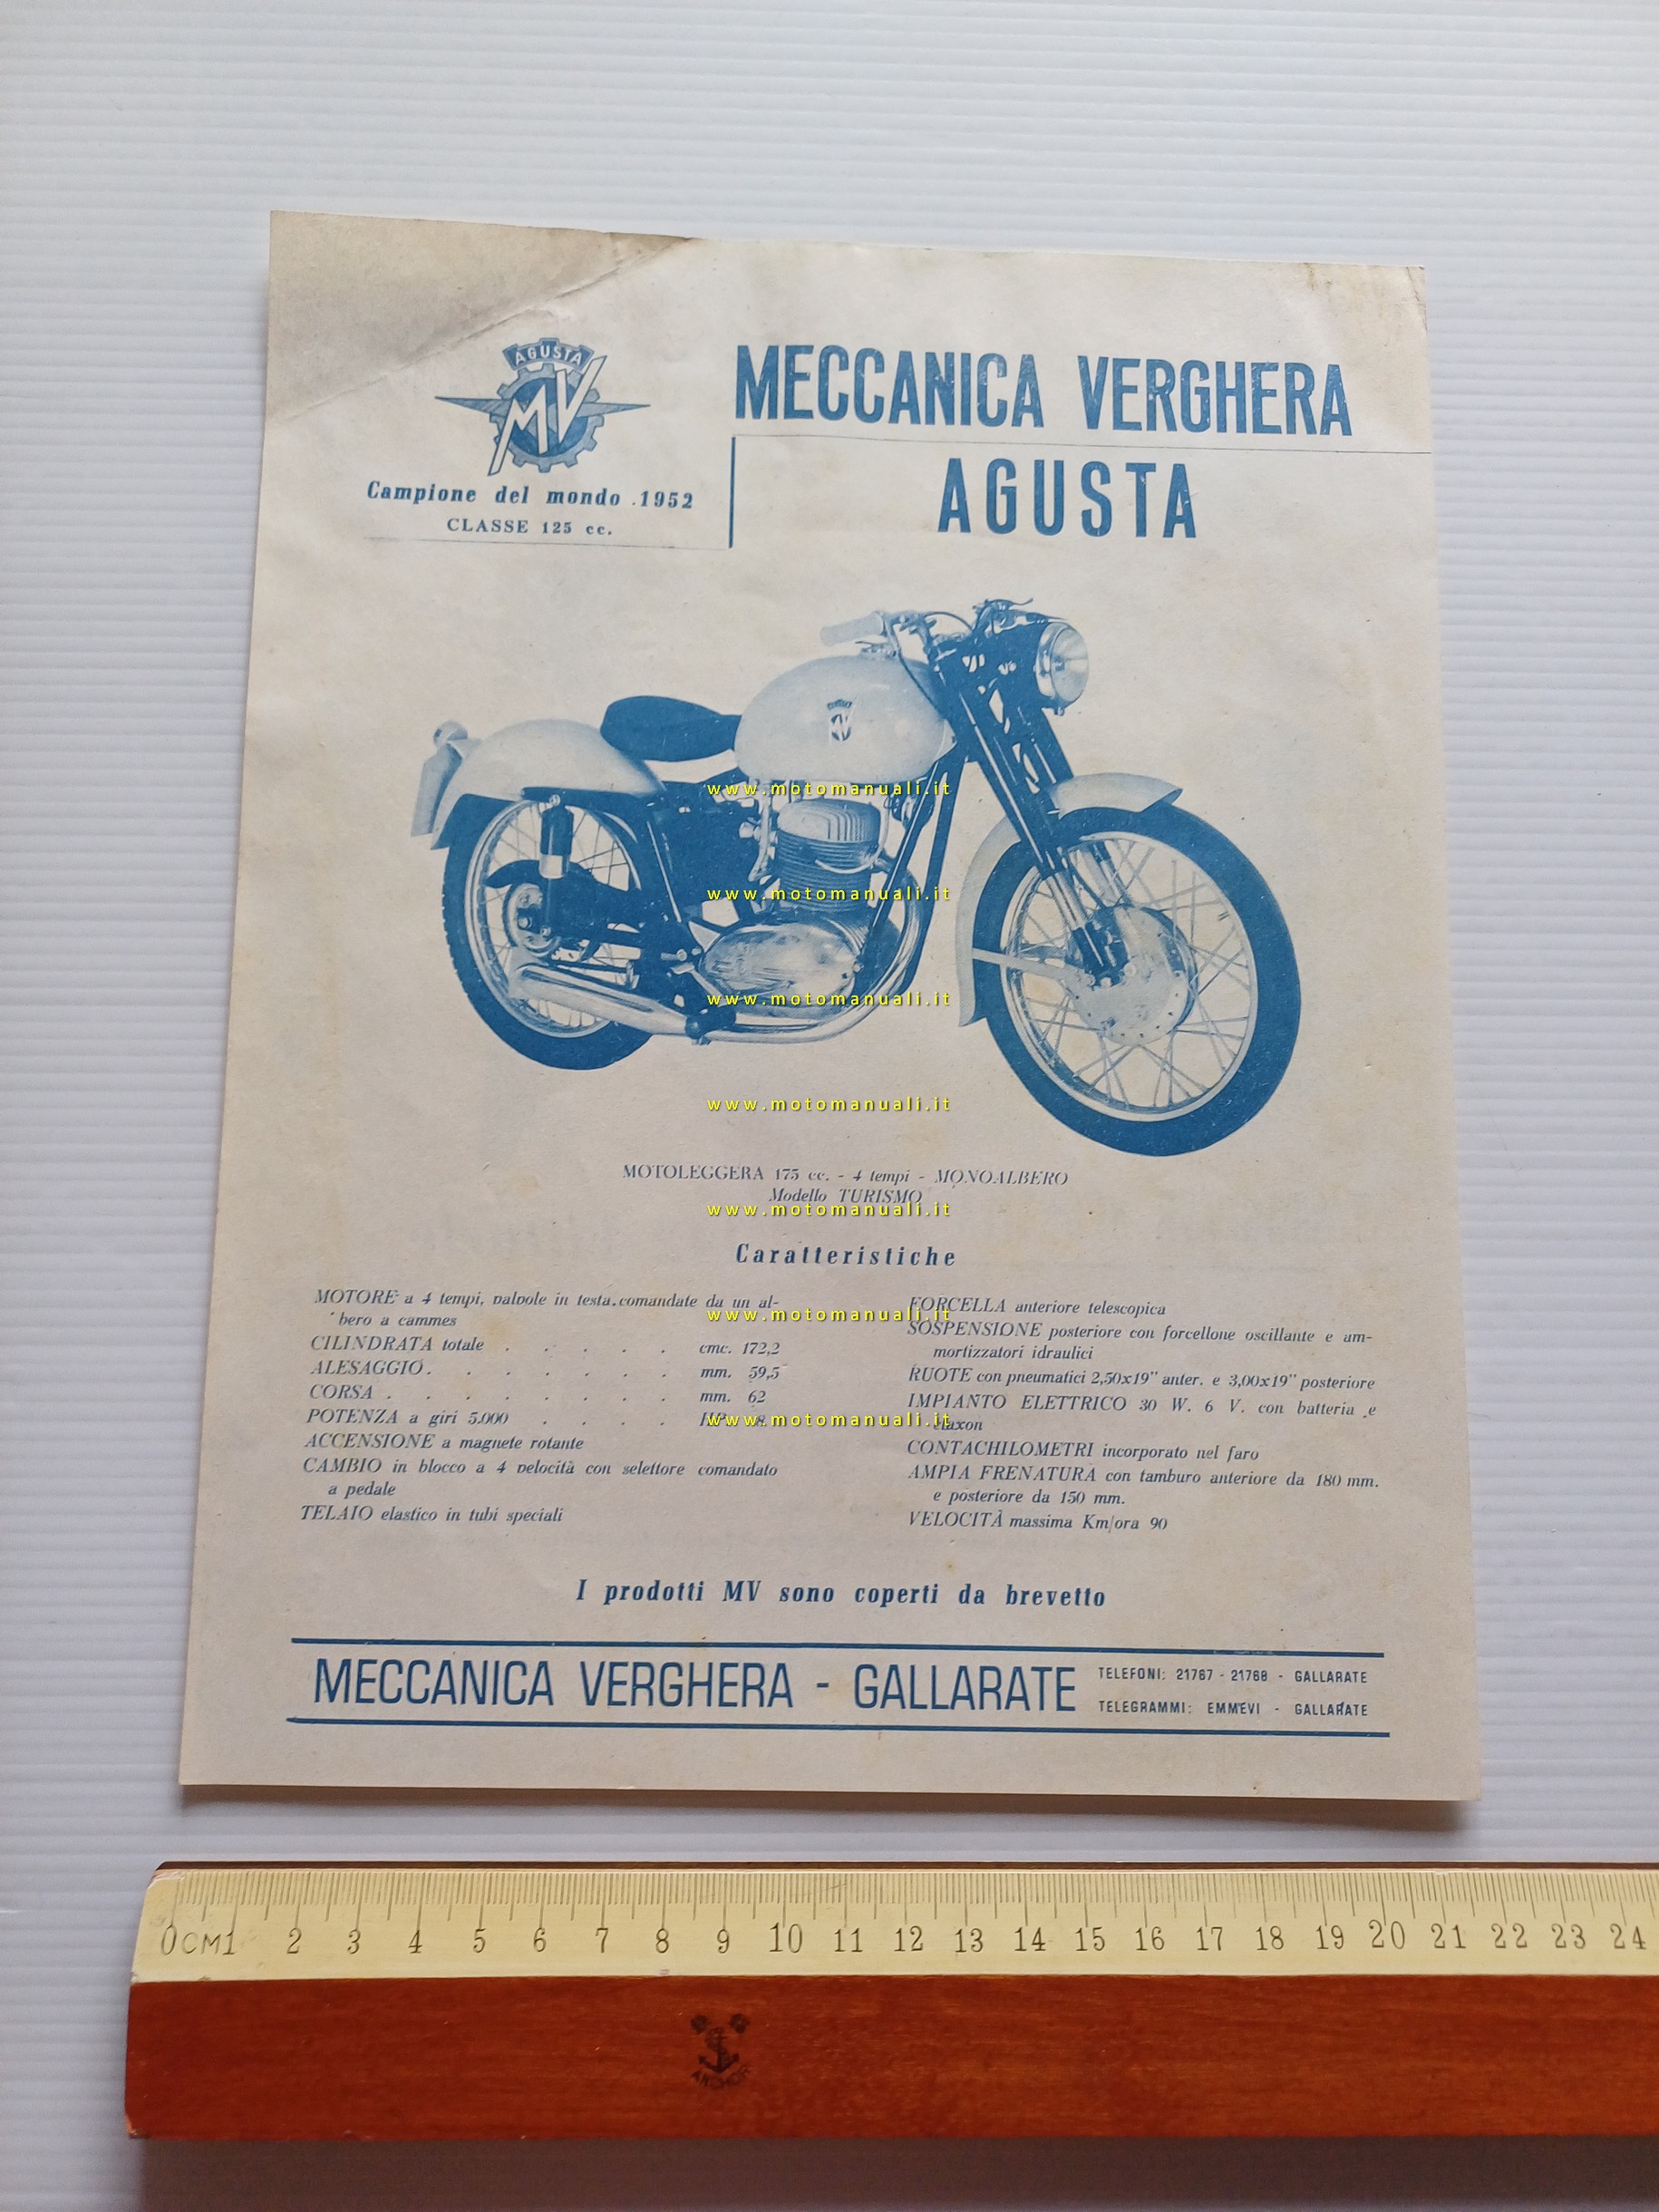 AGUSTA
MV
MECCANICA VERGHERA
AGUSTA
Campione del mondo 1952
CLASSE 125 cc.
www.motomanuali.it
www.motomanuali.it
www.motomanuali.it
www.motomanuali.it
MOTOLEGGERA 175 cc. - 4 tempi - MONOALBERO
Modello TURISMO
www.motomanuali.it
Caratteristiche
MOTORE a 4 tempi, valvole in testa comandate da un al-
bero a cammes
CILINDRATA totale . . . . . cmc. 172,2
ALESAGGIO . . . . . . . mm. 59,5
CORSA . . . . . . . . mm. 62
POTENZA a giri 5.000 . . . . HP. 8
ACCENSIONE a magnete rotante
CAMBIO in blocco a 4 velocità con selettore comandato
a pedale
TELAIO elastico in tubi speciali
www.motomanuali.it
www.motomanuali.it
FORCELLA anteriore telescopica
SOSPENSIONE posteriore con forcellone oscillante e am-
mortizzatori idraulici
RUOTE con pneumatici 2,50x19" anter. e 3,00x19" posteriore
IMPIANTO ELETTRICO 30 W. 6 V. con batteria e
claxon
CONTACHILOMETRI incorporato nel faro
AMPIA FRENATURA con tamburo anteriore da 180 mm.
e posteriore da 150 mm.
VELOCITÀ massima Km/ora 90
I prodotti MV sono coperti da brevetto
MECCANICA VERGHERA - GALLARATE
TELEFONI: 21767 - 21768 - GALLARATE
TELEGRAMMI: EMMEVI - GALLARATE
0CM1 2 3 4 5 6 7 8 9 10 11 12 13 14 15 16 17 18 19 20 21 22 23 24
ANCHOR